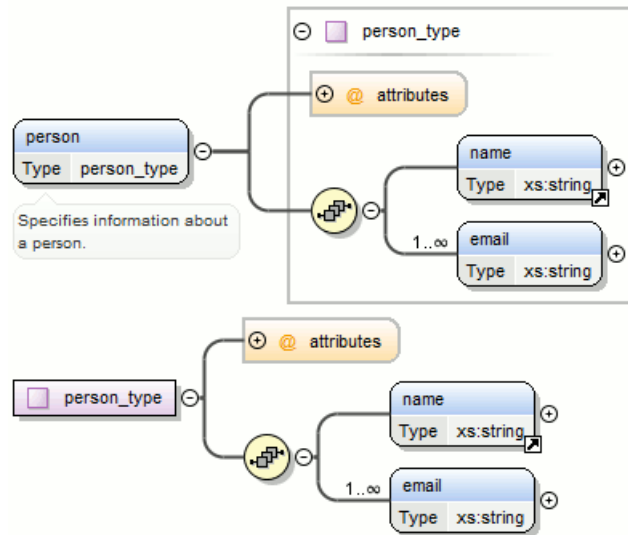 person_type
@ attributes
person
Type person_type
Specifies information about
a person.
name
Type xs:string
1..∞
email
Type xs:string
@ attributes
person_type
name
Type xs:string
1..∞
email
Type xs:string